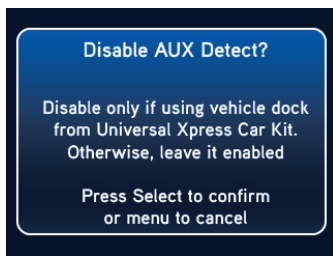 Disable AUX Detect?
Disable only if using vehicle dock
from Universal Xpress Car Kit.
Otherwise, leave it enabled
Press Select to confirm
or menu to cancel